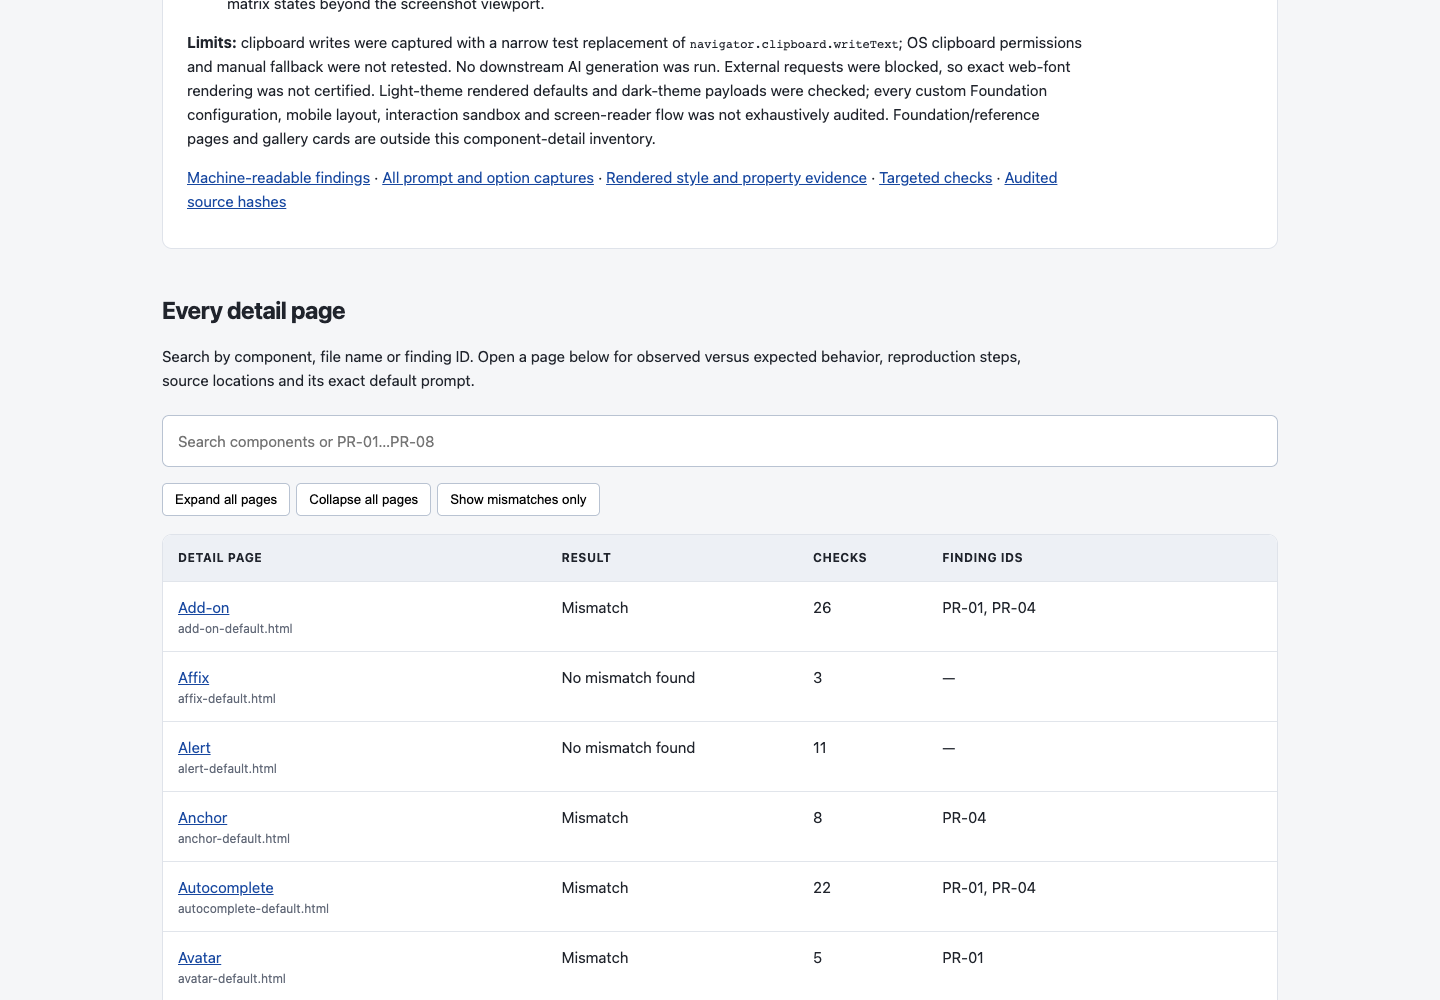 matrix states beyond the screenshot viewport.
Limits: clipboard writes were captured with a narrow test replacement of navigator.clipboard.writeText; OS clipboard permissions
and manual fallback were not retested. No downstream AI generation was run. External requests were blocked, so exact web-font
rendering was not certified. Light-theme rendered defaults and dark-theme payloads were checked; every custom Foundation
configuration, mobile layout, interaction sandbox and screen-reader flow was not exhaustively audited. Foundation/reference
pages and gallery cards are outside this component-detail inventory.
Machine-readable findings · All prompt and option captures · Rendered style and property evidence · Targeted checks · Audited
source hashes
Every detail page
Search by component, file name or finding ID. Open a page below for observed versus expected behavior, reproduction steps,
source locations and its exact default prompt.
Search components or PR-01...PR-08
Expand all pages Collapse all pages Show mismatches only
DETAIL PAGE RESULT CHECKS FINDING IDS
Add-on Mismatch 26 PR-01, PR-04
add-on-default.html
Affix No mismatch found 3 —
affix-default.html
Alert No mismatch found 11 —
alert-default.html
Anchor Mismatch 8 PR-04
anchor-default.html
Autocomplete Mismatch 22 PR-01, PR-04
autocomplete-default.html
Avatar Mismatch 5 PR-01
avatar-default.html